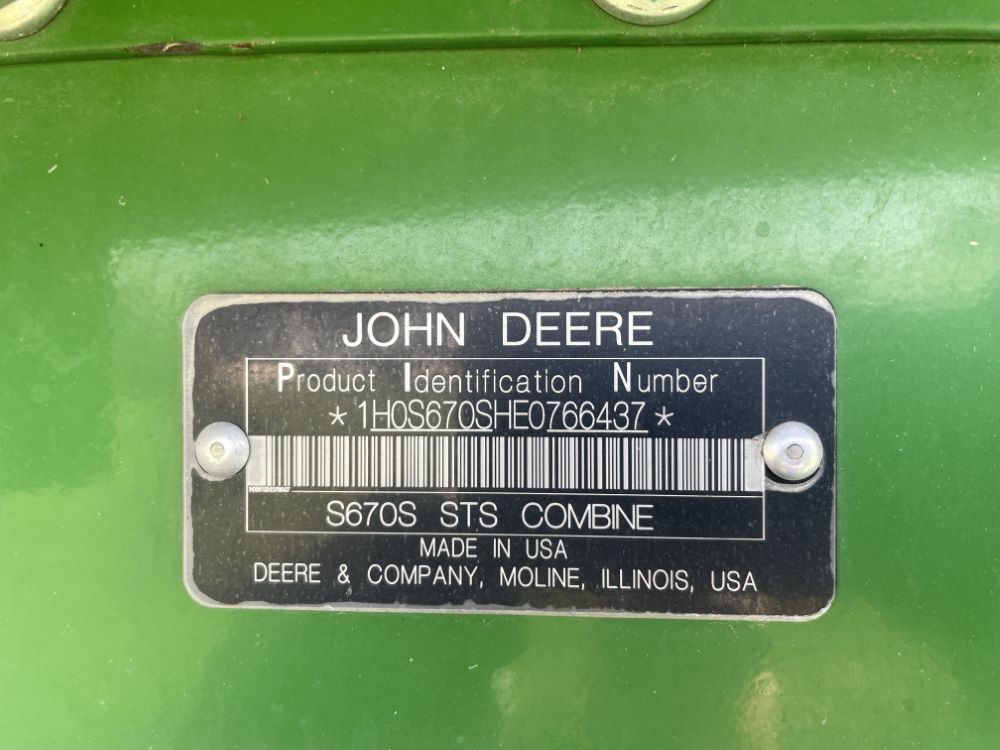 JOHN DEERE
Product Identification Number
*1H0S670SHE0766437*
S670S STS COMBINE
MADE IN USA
DEERE & COMPANY, MOLINE, ILLINOIS, USA